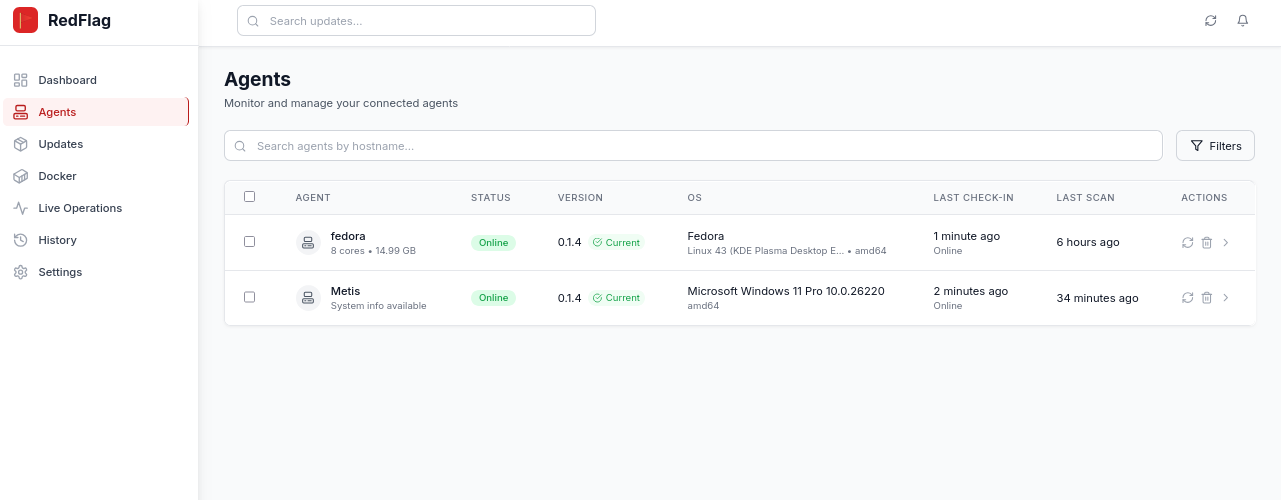 RedFlag
Search updates...
Dashboard
Agents
Updates
Docker
Live Operations
History
Settings
Agents
Monitor and manage your connected agents
Search agents by hostname...
Filters
AGENT STATUS VERSION OS LAST CHECK-IN LAST SCAN ACTIONS
fedora Online 0.1.4 Current Fedora 1 minute ago 6 hours ago
8 cores • 14.99 GB Linux 43 (KDE Plasma Desktop E... • amd64 Online
Metis Online 0.1.4 Current Microsoft Windows 11 Pro 10.0.26220 2 minutes ago 34 minutes ago
System info available amd64 Online